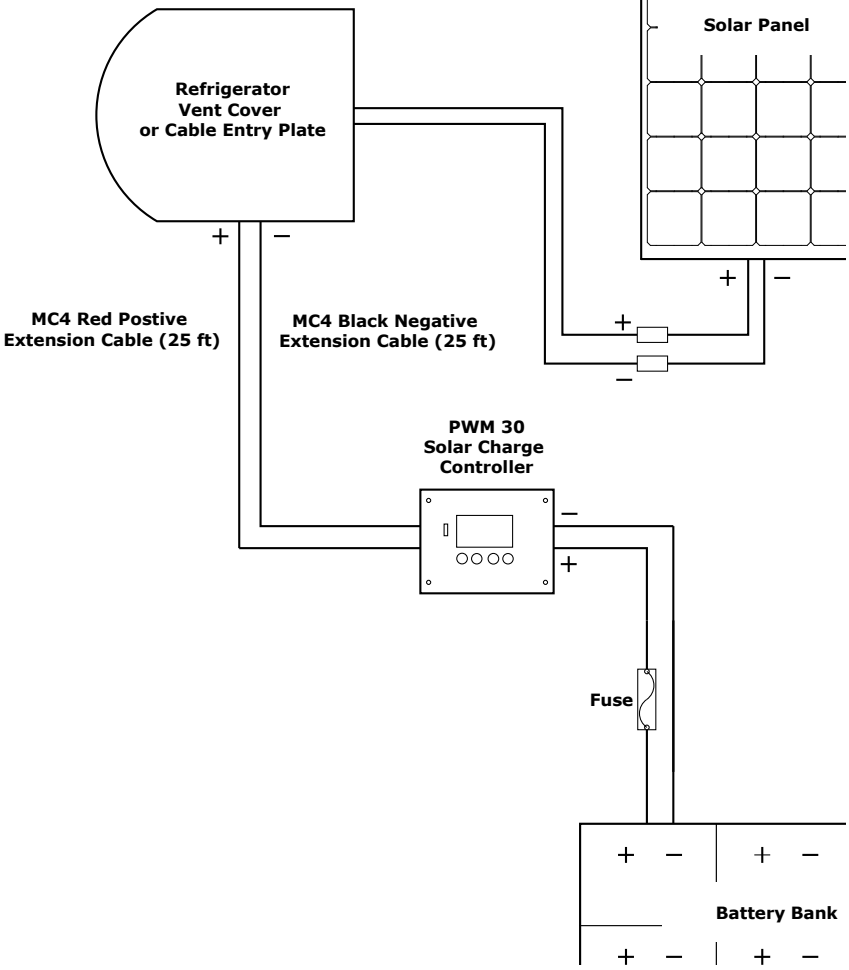 Solar Panel
Refrigerator
Vent Cover
or Cable Entry Plate
+ −
+ −
MC4 Red Postive
Extension Cable (25 ft)
MC4 Black Negative
Extension Cable (25 ft)
+
−
PWM 30
Solar Charge
Controller
−
+
Fuse
+ − + −
Battery Bank
+ − + −